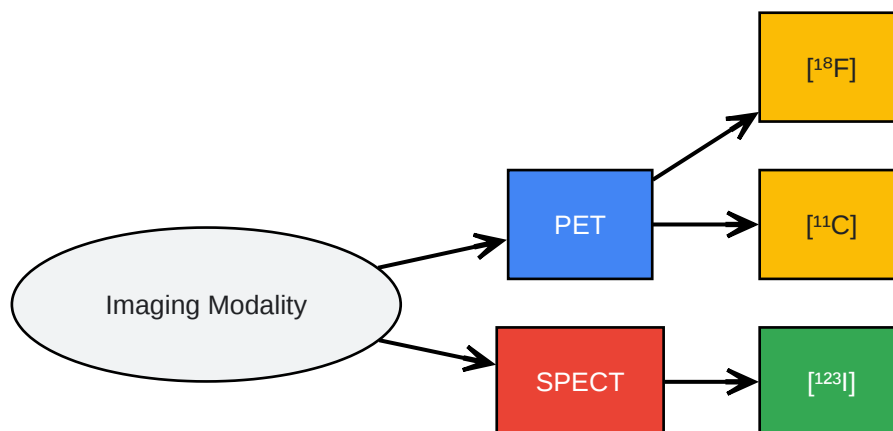 [¹⁸F]
PET
[¹¹C]
Imaging Modality
SPECT
[¹²³I]